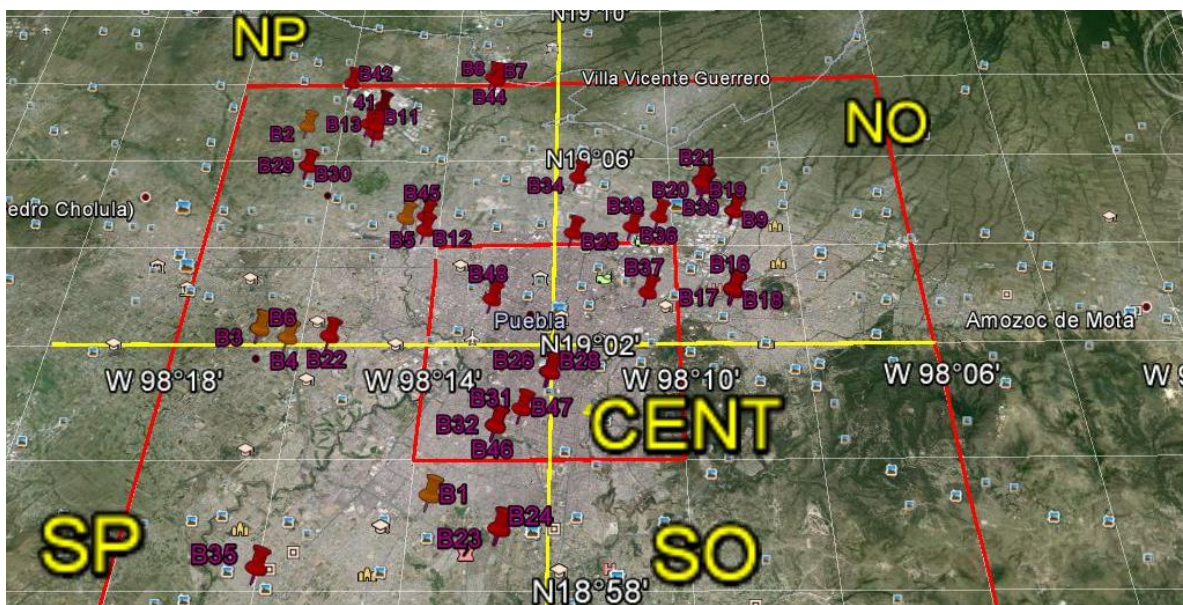 N19°10'
NP
B42
B8
B7
B44
Villa Vicente Guerrero
41
B11
B13
B2
NO
B29
B30
N19°06'
B34
B21
B20
B19
B39
B9
B45
B38
B36
B5
B12
B25
edro Cholula)
B48
B37
B16
B17
B18
Puebla
Amozoc de Mota
B3
B6
B4
B22
N19°02'
B26
B28
W 98°18'
W 98°14'
W 98°10'
W 98°06'
W 9
B31
B47
B32
B46
CENT
B1
B24
B23
SP
B35
SO
N18°58'